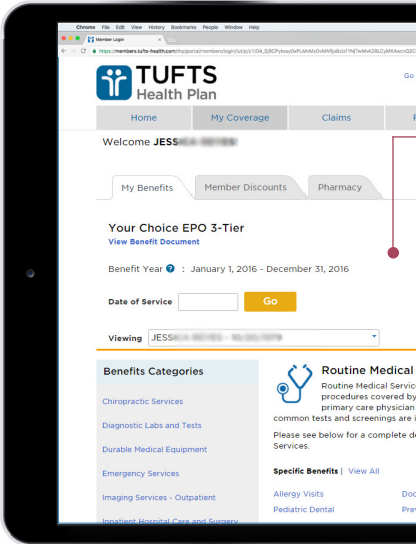 Chrome File Edit View History Bookmarks People Window Help
Member Login
Go
TUFTS
Health Plan
Home My Coverage Claims
Welcome JESS
My Benefits Member Discounts Pharmacy
Your Choice EPO 3-Tier
View Benefit Document
Benefit Year ? : January 1, 2016 - December 31, 2016
Date of Service Go
Viewing JESS
Benefits Categories
Chiropractic Services
Diagnostic Labs and Tests
Durable Medical Equipment
Emergency Services
Imaging Services - Outpatient
Inpatient Hospital Care and Surgery
Routine Medical
Routine Medical Servic
procedures covered by
primary care physician
common tests and screenings are i
Please see below for a complete de
Services.
Specific Benefits | View All
Allergy Visits Doc
Pediatric Dental Pre